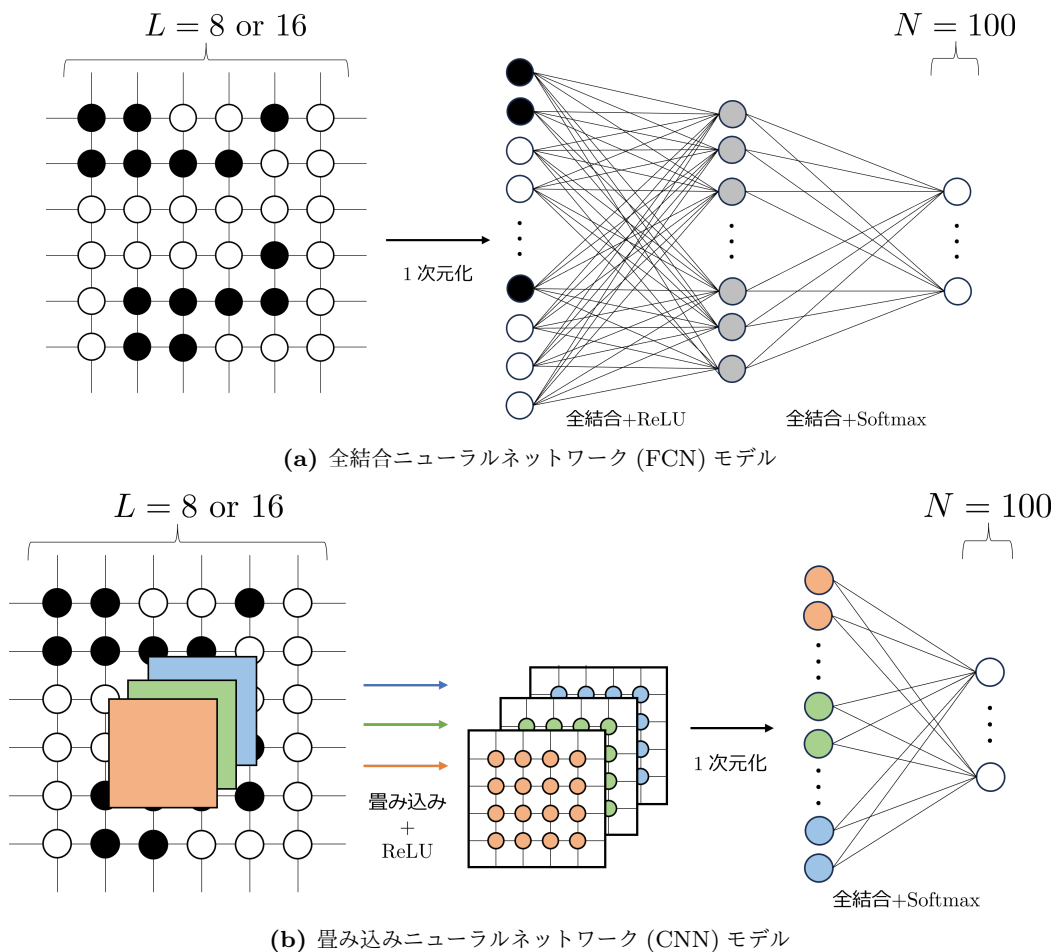 L = 8 or 16
N = 100
1 次元化
全結合+ReLU
全結合+Softmax
(a) 全結合ニューラルネットワーク (FCN) モデル
L = 8 or 16
N = 100
畳み込み
+
ReLU
1 次元化
全結合+Softmax
(b) 畳み込みニューラルネットワーク (CNN) モデル